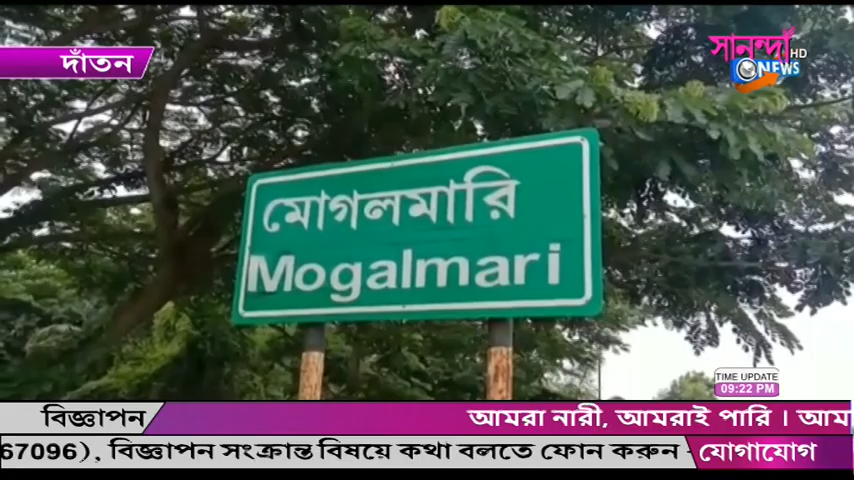 দাঁতন
সানন্দা HD
NEWS
মোগলমারি
Mogalmari
TIME UPDATE
09:22 PM
বিজ্ঞাপন
আমরা নারী, আমরাই পারি । আমা
67096), বিজ্ঞাপন সংক্রান্ত বিষয়ে কথা বলতে ফোন করুন -
যোগাযোগ